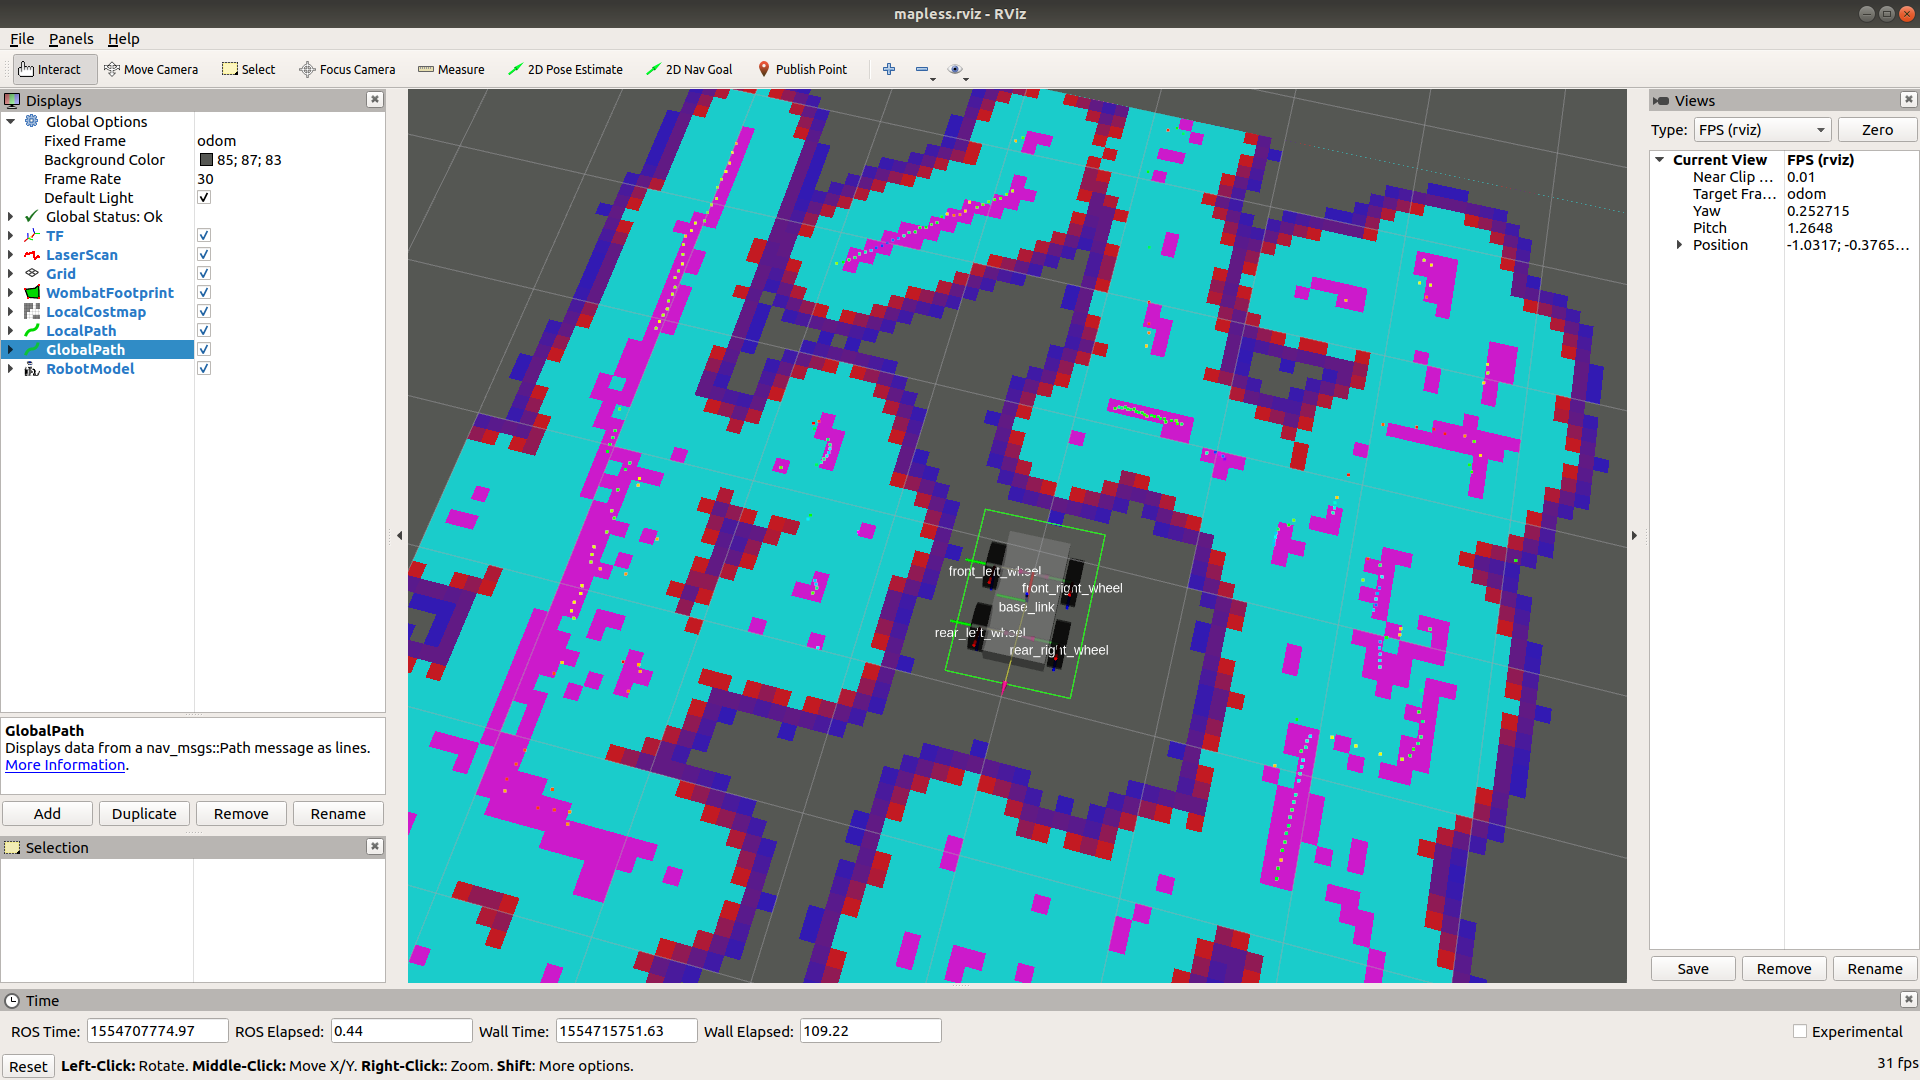 mapless.rviz - RViz
File Panels Help
Interact Move Camera Select Focus Camera Measure 2D Pose Estimate 2D Nav Goal Publish Point
Displays
Global Options
Fixed Frame odom
Background Color 85; 87; 83
Frame Rate 30
Default Light
Global Status: Ok
TF
LaserScan
Grid
WombatFootprint
LocalCostmap
LocalPath
GlobalPath
RobotModel
GlobalPath
Displays data from a nav_msgs::Path message as lines.
More Information.
Add Duplicate Remove Rename
Selection
front_left_wheel
front_right_wheel
base_link
rear_left_wheel
rear_right_wheel
Views
Type: FPS (rviz) Zero
Current View FPS (rviz)
Near Clip ... 0.01
Target Fra... odom
Yaw 0.252715
Pitch 1.2648
Position -1.0317; -0.3765...
Save Remove Rename
Time
ROS Time: 1554707774.97 ROS Elapsed: 0.44 Wall Time: 1554715751.63 Wall Elapsed: 109.22 Experimental
Reset Left-Click: Rotate. Middle-Click: Move X/Y. Right-Click:: Zoom. Shift: More options. 31 fps